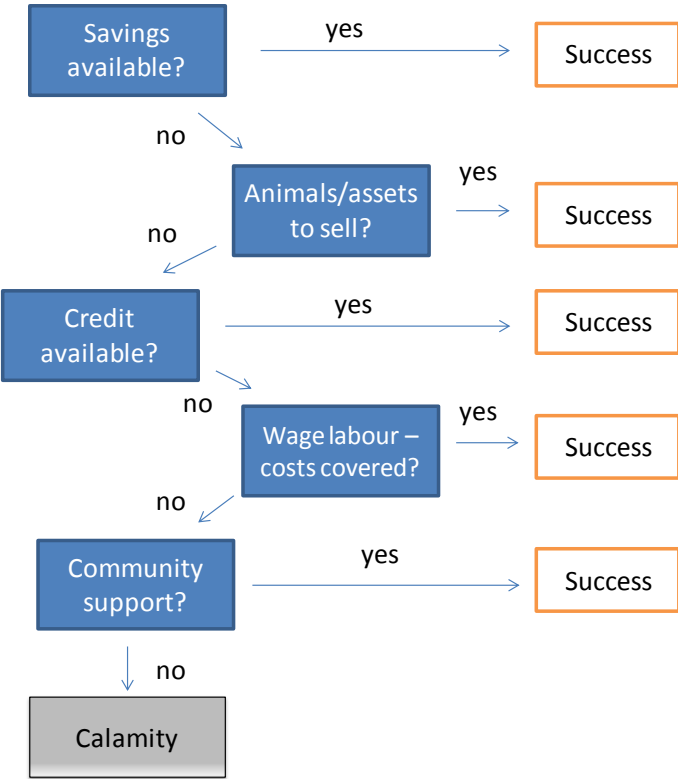 Savings
available?
yes
Success
no
Animals/assets
to sell?
yes
Success
no
Credit
available?
yes
Success
no
Wage labour –
costs covered?
yes
Success
no
Community
support?
yes
Success
no
Calamity